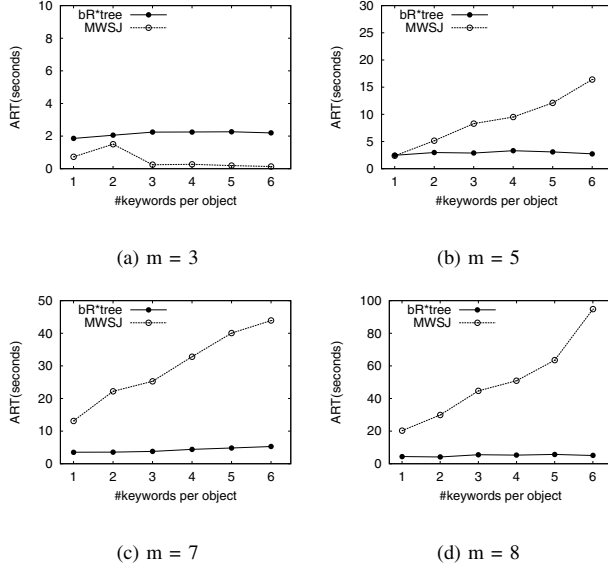 10
8
6
4
2
0
ART(seconds)
bR*tree
MWSJ
1 2 3 4 5 6
#keywords per object
(a) m = 3
30
25
20
15
10
5
0
ART(seconds)
bR*tree
MWSJ
1 2 3 4 5 6
#keywords per object
(b) m = 5
50
40
30
20
10
0
ART(seconds)
bR*tree
MWSJ
1 2 3 4 5 6
#keywords per object
(c) m = 7
100
80
60
40
20
0
ART(seconds)
bR*tree
MWSJ
1 2 3 4 5 6
#keywords per object
(d) m = 8